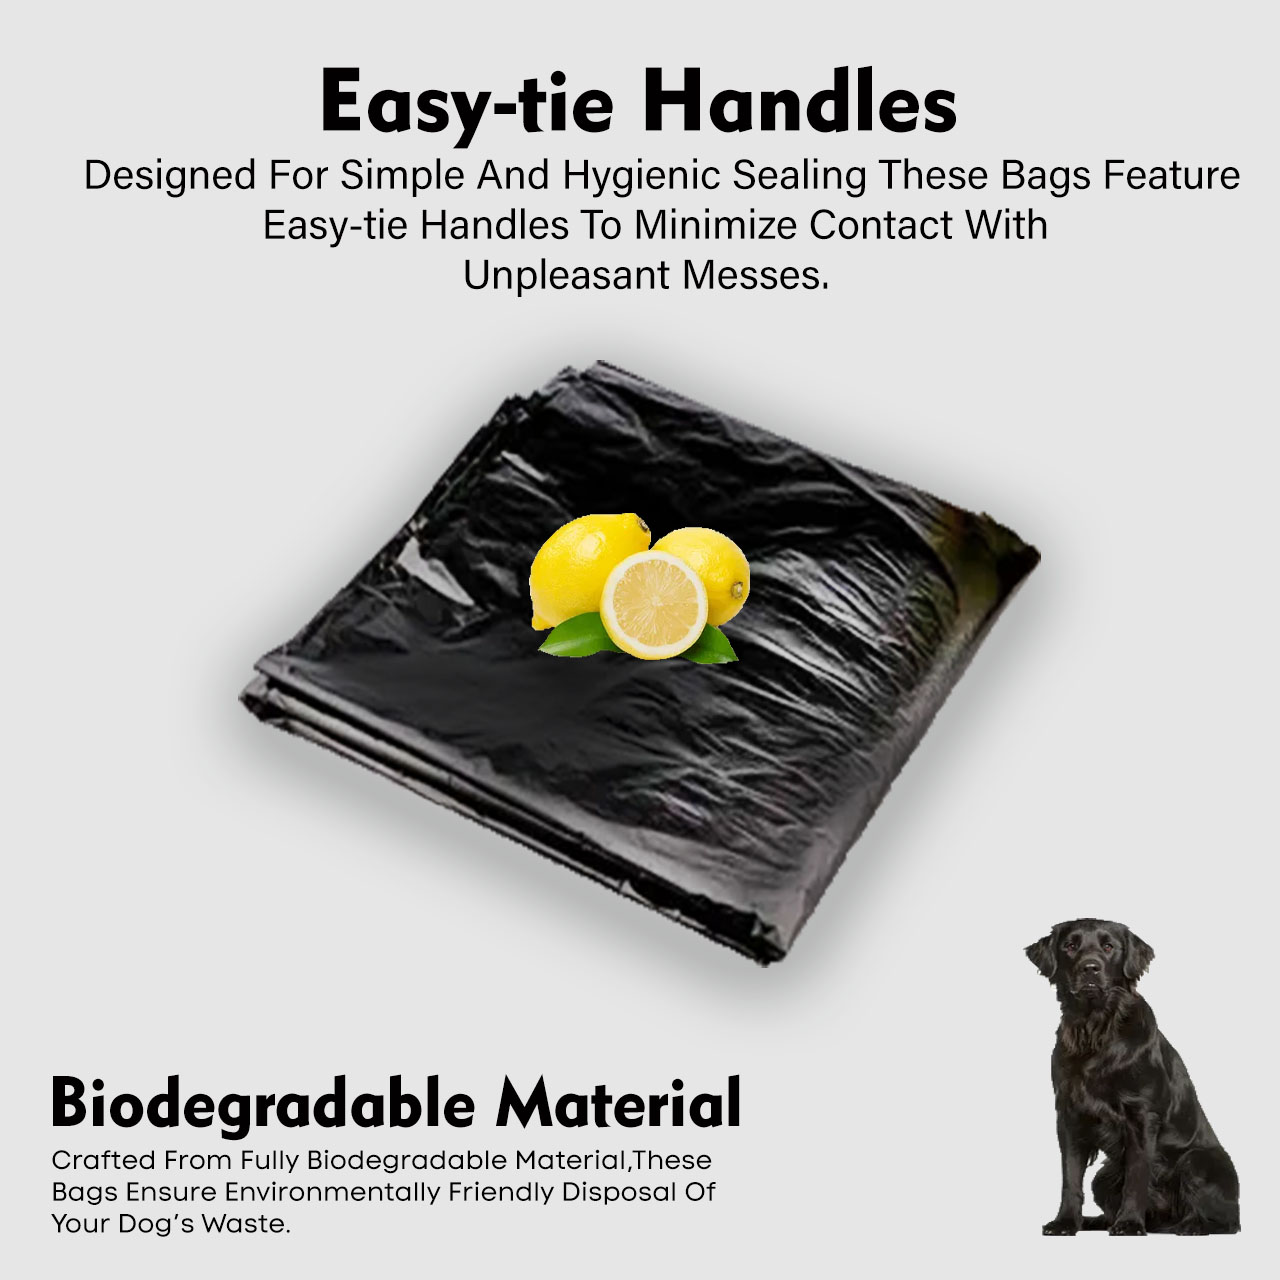 Easy-tie Handles
Designed For Simple And Hygienic Sealing These Bags Feature
Easy-tie Handles To Minimize Contact With
Unpleasant Messes.
Biodegradable Material
Crafted From Fully Biodegradable Material,These
Bags Ensure Environmentally Friendly Disposal Of
Your Dog’s Waste.